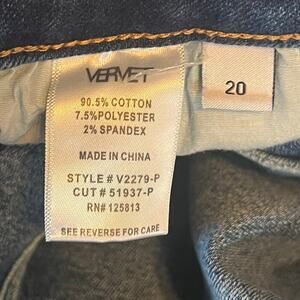 VERVET
90.5% COTTON
7.5%POLYESTER
2% SPANDEX
MADE IN CHINA
STYLE # V2279-P
CUT # 51937-P
RN# 125813
SEE REVERSE FOR CARE
20